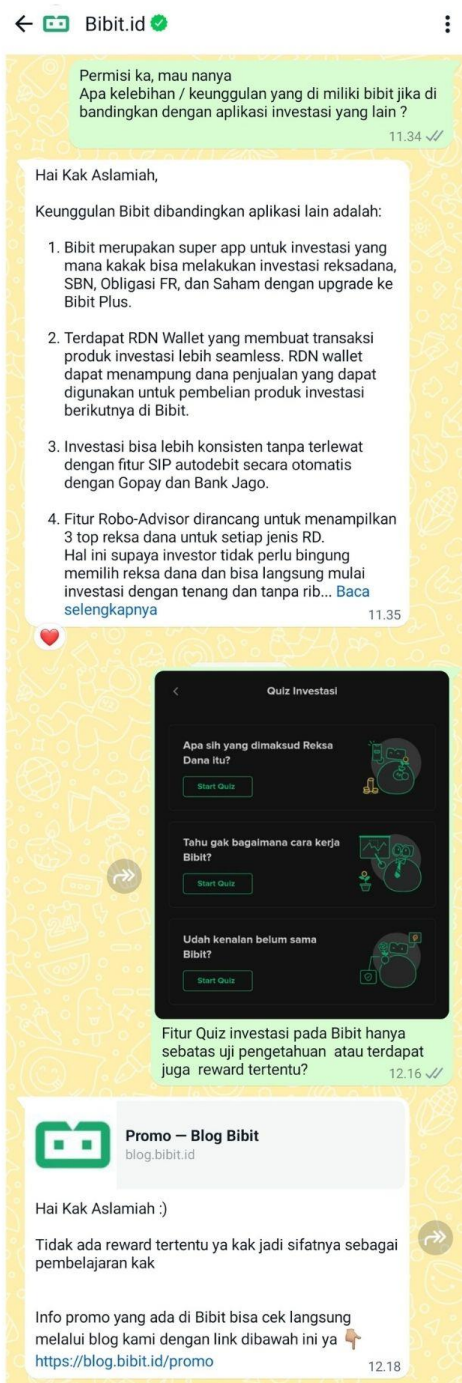 Bibit.id
Permisi ka, mau nanya
Apa kelebihan / keunggulan yang di miliki bibit jika di
bandingkan dengan aplikasi investasi yang lain ?
11.34
Hai Kak Aslamiah,
Keunggulan Bibit dibandingkan aplikasi lain adalah:
1. Bibit merupakan super app untuk investasi yang
mana kakak bisa melakukan investasi reksadana,
SBN, Obligasi FR, dan Saham dengan upgrade ke
Bibit Plus.
2. Terdapat RDN Wallet yang membuat transaksi
produk investasi lebih seamless. RDN wallet
dapat menampung dana penjualan yang dapat
digunakan untuk pembelian produk investasi
berikutnya di Bibit.
3. Investasi bisa lebih konsisten tanpa terlewat
dengan fitur SIP autodebit secara otomatis
dengan Gopay dan Bank Jago.
4. Fitur Robo-Advisor dirancang untuk menampilkan
3 top reksa dana untuk setiap jenis RD.
Hal ini supaya investor tidak perlu bingung
memilih reksa dana dan bisa langsung mulai
investasi dengan tenang dan tanpa rib... Baca
selengkapnya
11.35
Quiz Investasi
Apa sih yang dimaksud Reksa
Dana itu?
Start Quiz
Tahu gak bagaimana cara kerja
Bibit?
Start Quiz
Udah kenalan belum sama
Bibit?
Start Quiz
Fitur Quiz investasi pada Bibit hanya
sebatas uji pengetahuan atau terdapat
juga reward tertentu?
12.16
Promo — Blog Bibit
blog.bibit.id
Hai Kak Aslamiah :)
Tidak ada reward tertentu ya kak jadi sifatnya sebagai
pembelajaran kak
Info promo yang ada di Bibit bisa cek langsung
melalui blog kami dengan link dibawah ini ya 👇🏼
https://blog.bibit.id/promo
12.18